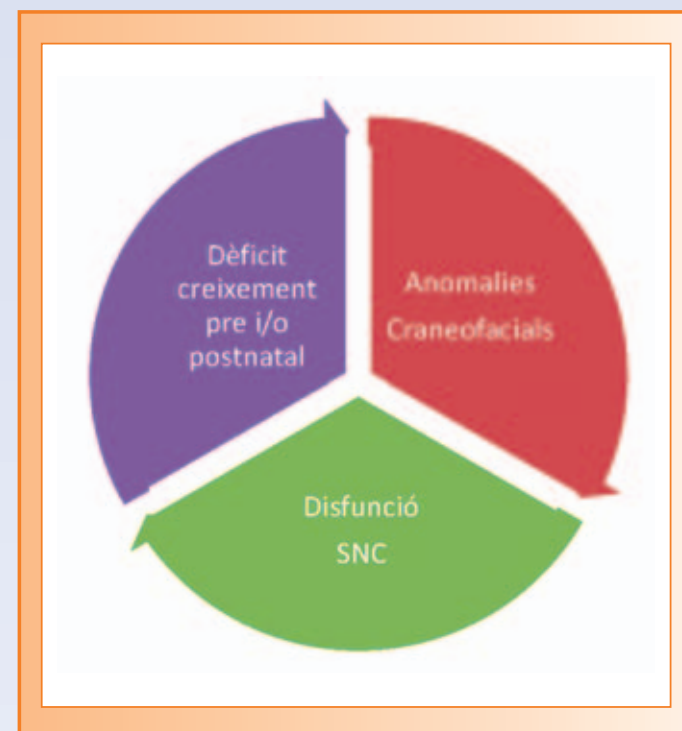 Dèficit
creixement
pre i/o
postnatal
Anomalies
Craneofacials
Disfunció
SNC